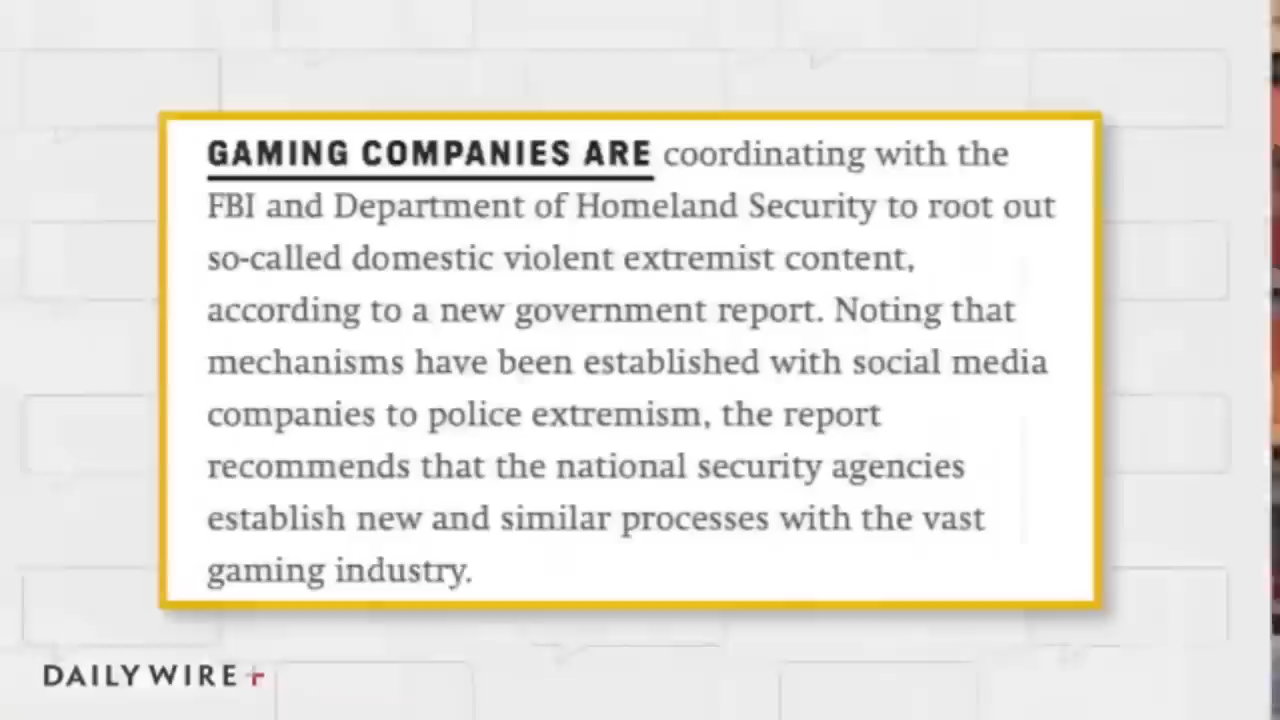 GAMING COMPANIES ARE coordinating with the
FBI and Department of Homeland Security to root out
so-called domestic violent extremist content,
according to a new government report. Noting that
mechanisms have been established with social media
companies to police extremism, the report
recommends that the national security agencies
establish new and similar processes with the vast
gaming industry.
DAILYWIRE+